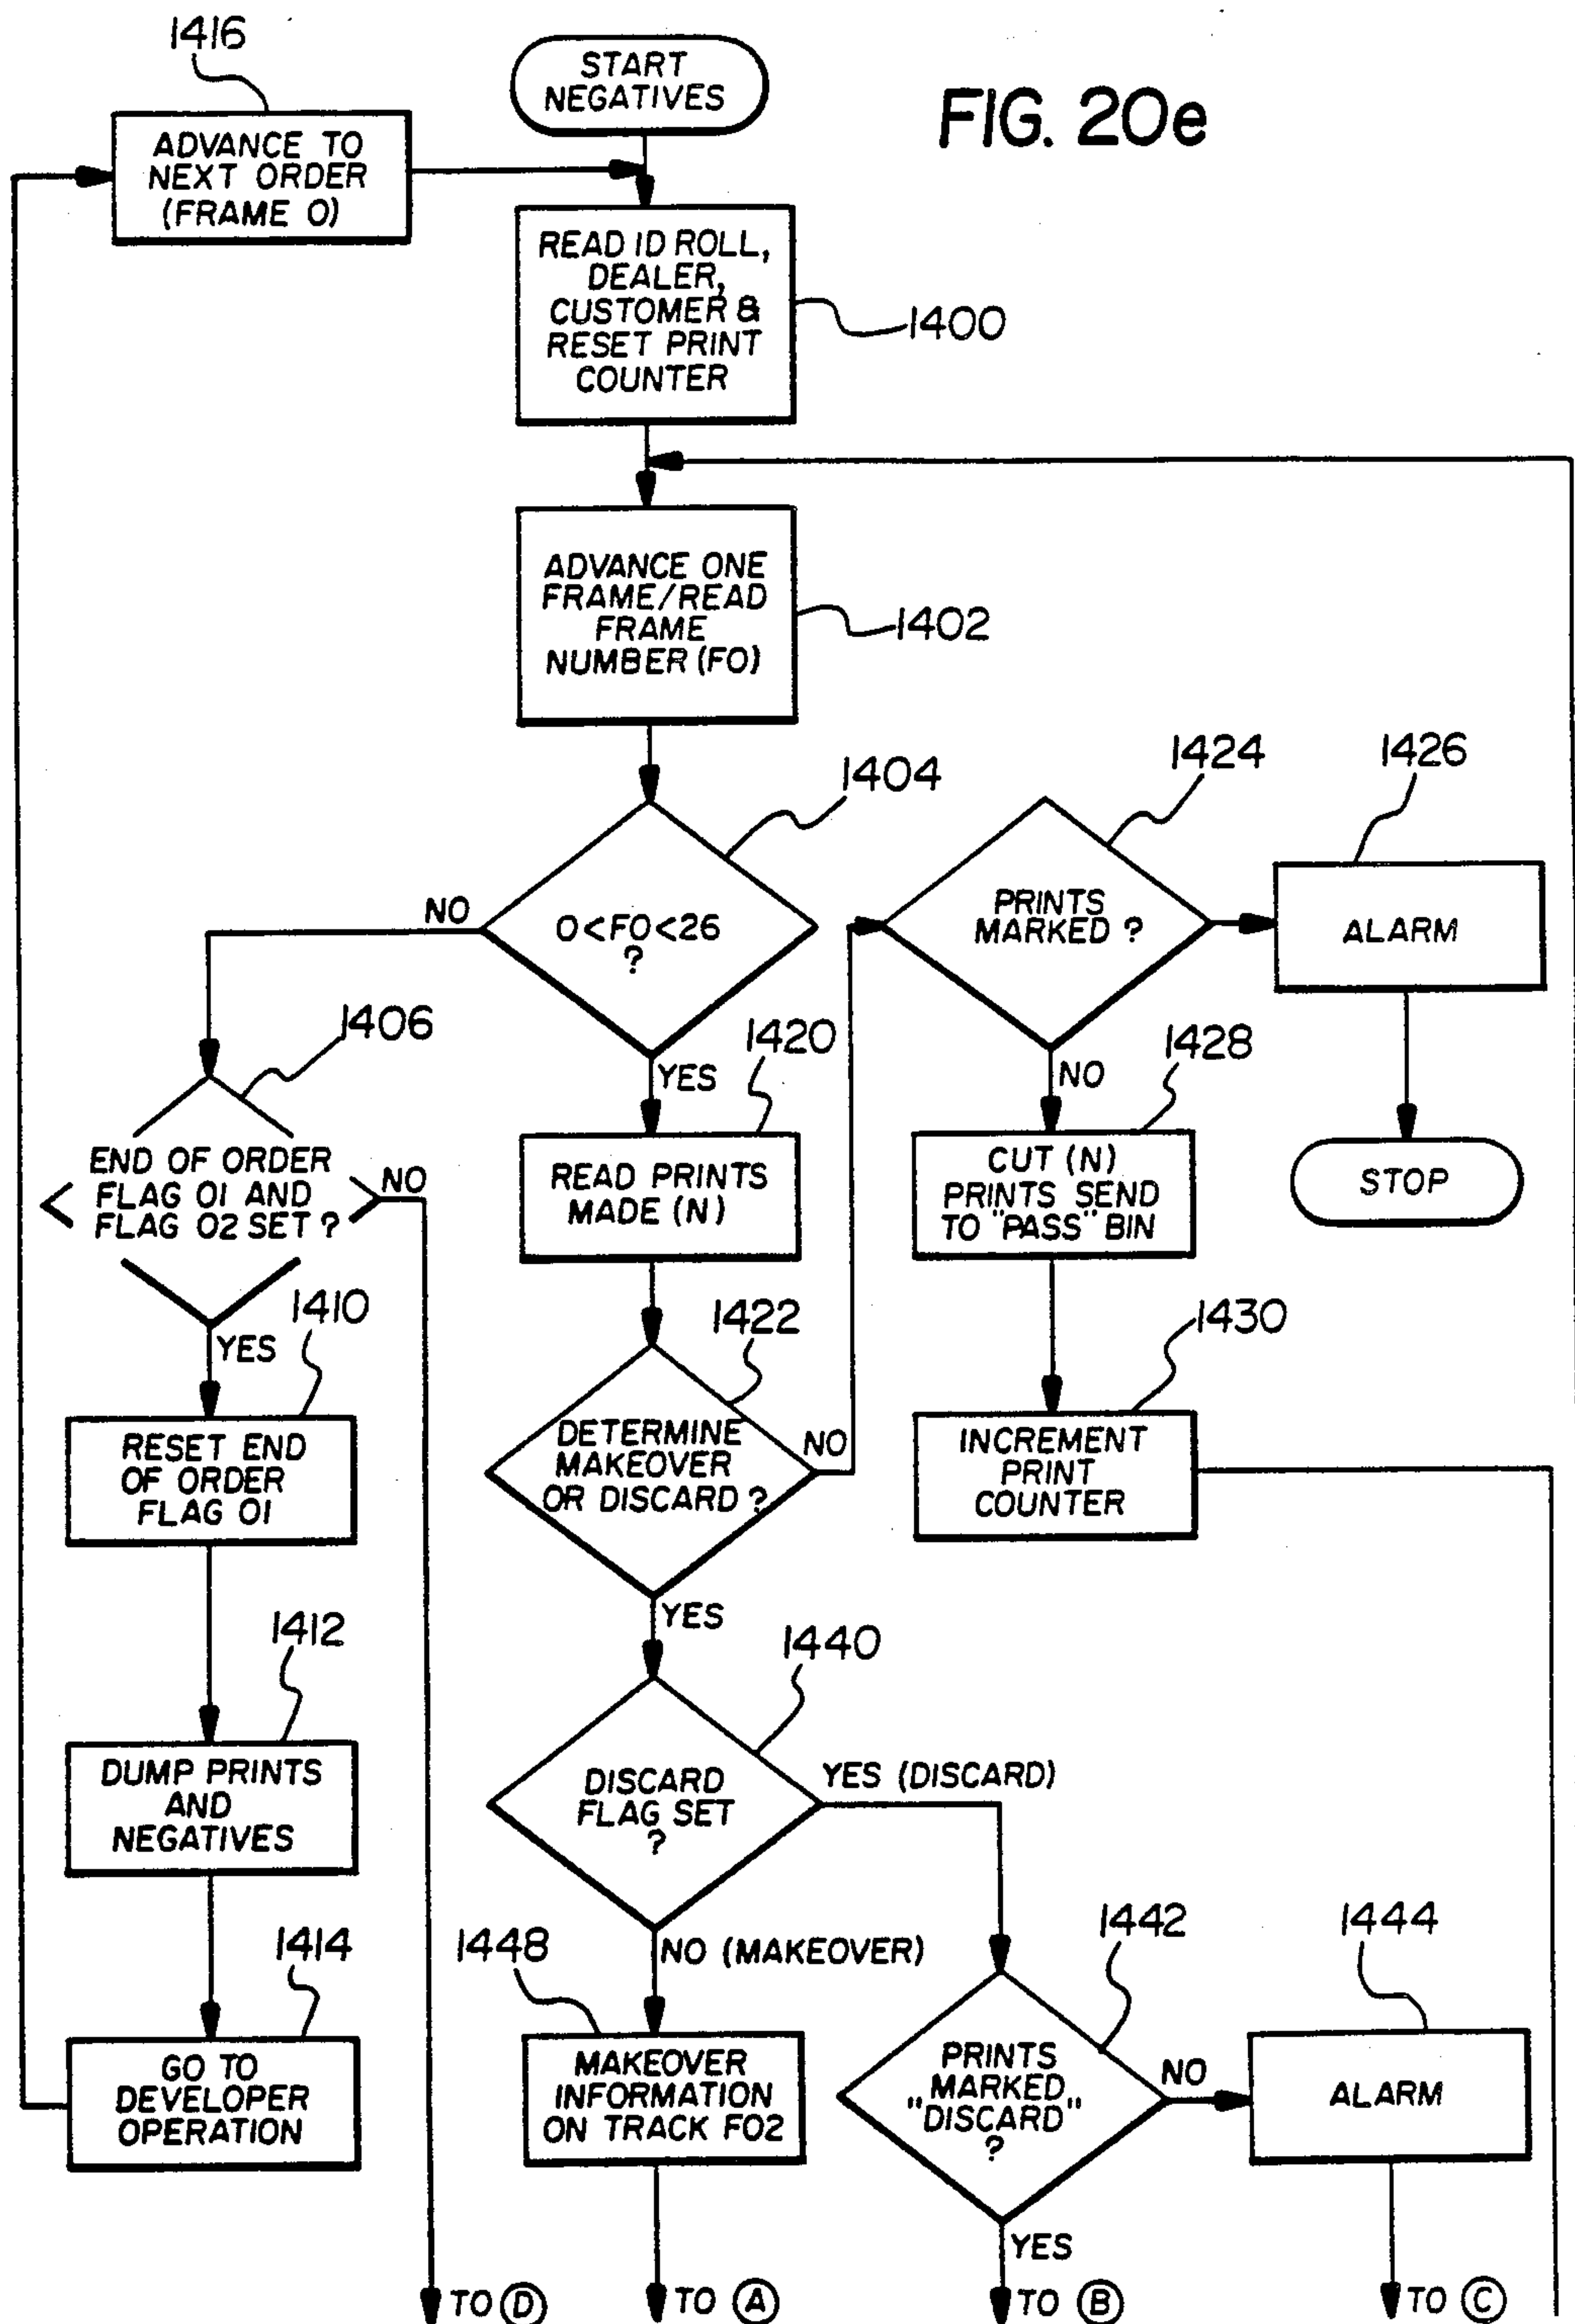 1416
START
NEGATIVES
FIG. 20e
ADVANCE TO
NEXT ORDER
(FRAME 0)
READ ID ROLL,
DEALER,
CUSTOMER &
RESET PRINT
COUNTER
1400
ADVANCE ONE
FRAME/READ
FRAME
NUMBER (FO)
1402
1404
NO
0<FO<26
?
YES
1424
PRINTS
MARKED ?
NO
1426
ALARM
STOP
1406
END OF ORDER
FLAG 01 AND
FLAG 02 SET ?
NO
YES
1420
READ PRINTS
MADE (N)
1428
CUT (N)
PRINTS SEND
TO "PASS" BIN
1410
RESET END
OF ORDER
FLAG 01
1422
DETERMINE
MAKEOVER
OR DISCARD ?
NO
YES
1430
INCREMENT
PRINT
COUNTER
1412
DUMP PRINTS
AND
NEGATIVES
1440
DISCARD
FLAG SET
?
YES (DISCARD)
NO (MAKEOVER)
1414
GO TO
DEVELOPER
OPERATION
1448
MAKEOVER
INFORMATION
ON TRACK FO2
1442
PRINTS
MARKED
"DISCARD"
?
NO
YES
1444
ALARM
TO D
TO A
TO B
TO C